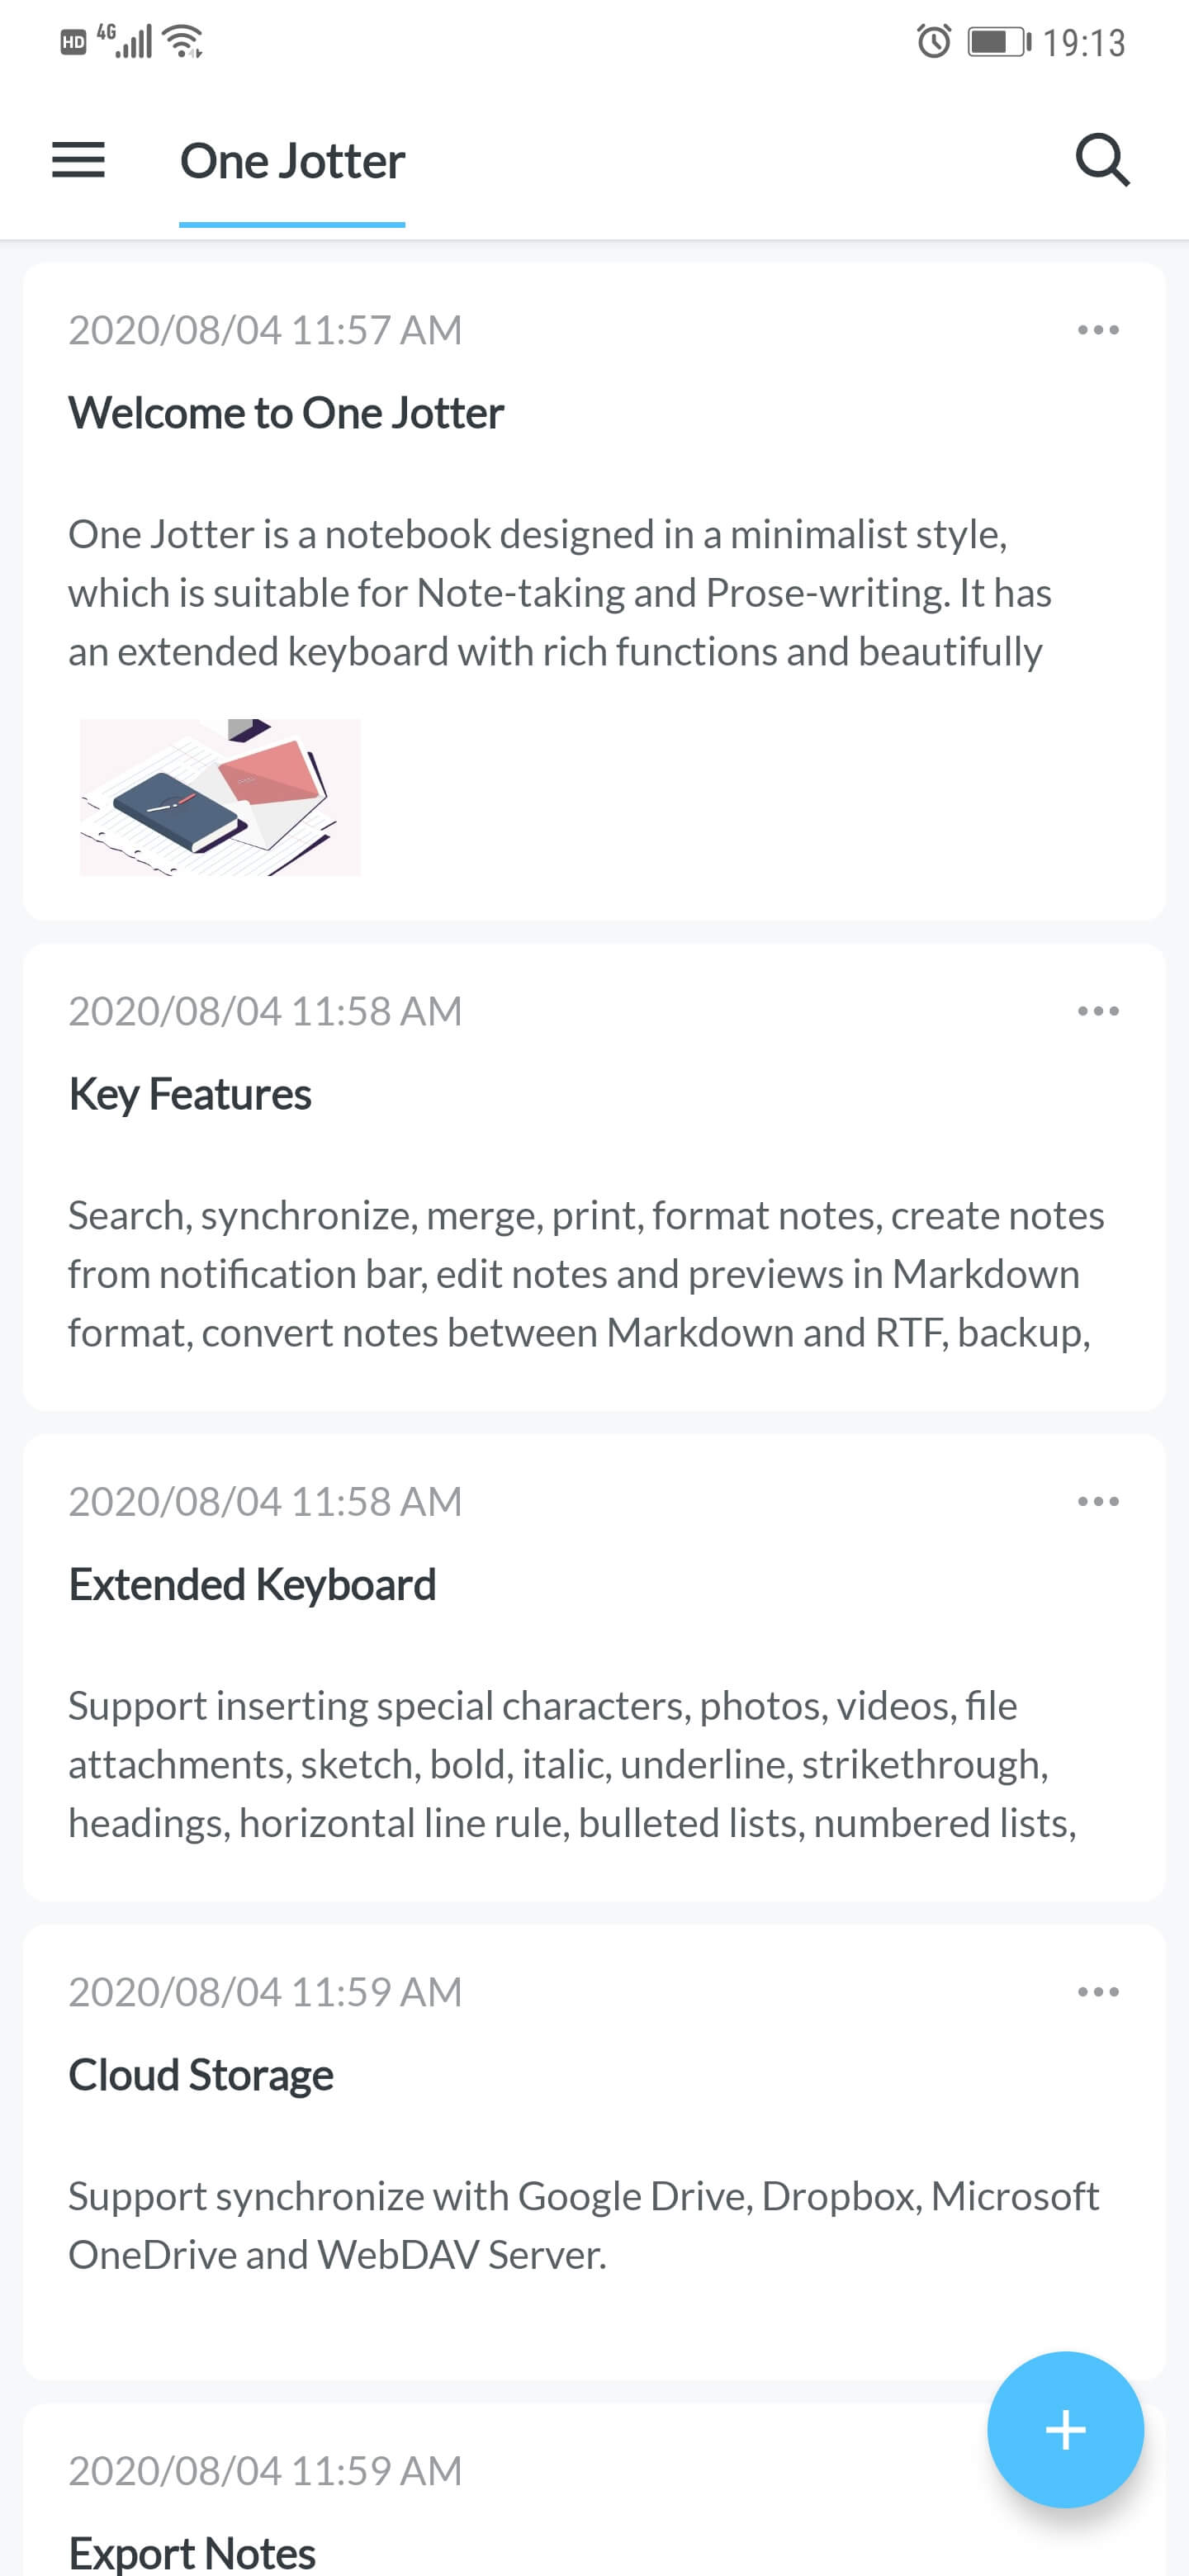 HD 4G 19:13
One Jotter
2020/08/04 11:57 AM
Welcome to One Jotter
One Jotter is a notebook designed in a minimalist style,
which is suitable for Note-taking and Prose-writing. It has
an extended keyboard with rich functions and beautifully
2020/08/04 11:58 AM
Key Features
Search, synchronize, merge, print, format notes, create notes
from notification bar, edit notes and previews in Markdown
format, convert notes between Markdown and RTF, backup,
2020/08/04 11:58 AM
Extended Keyboard
Support inserting special characters, photos, videos, file
attachments, sketch, bold, italic, underline, strikethrough,
headings, horizontal line rule, bulleted lists, numbered lists,
2020/08/04 11:59 AM
Cloud Storage
Support synchronize with Google Drive, Dropbox, Microsoft
OneDrive and WebDAV Server.
2020/08/04 11:59 AM
Export Notes